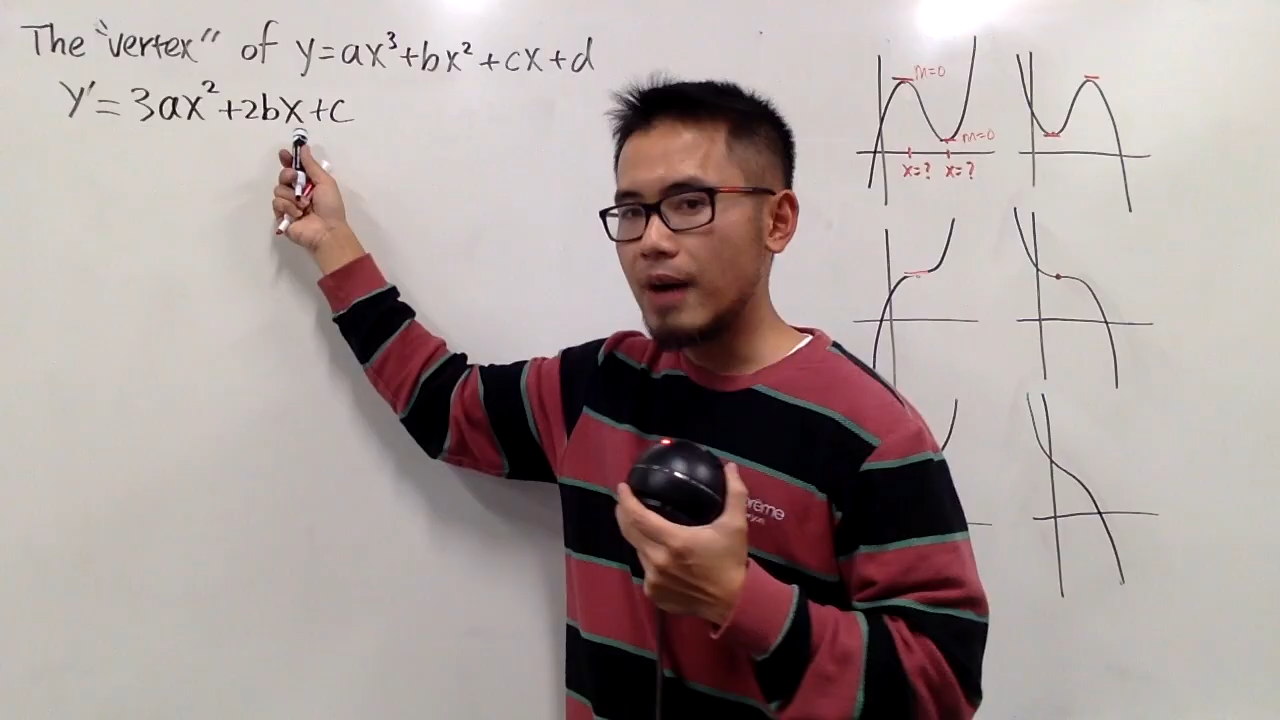 The "vertex" of y=ax³+bx²+cx+d
y'=3ax²+2bx+c
m=0
m=0
x=? x=?